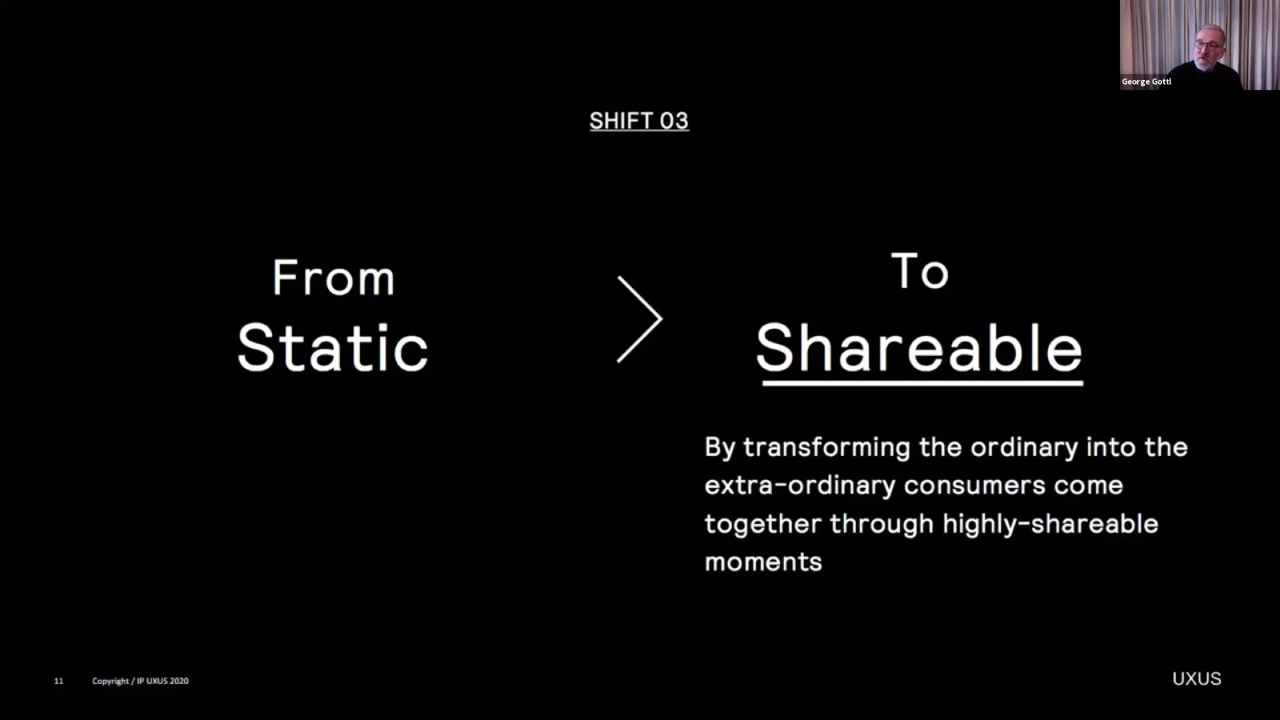 George Gottl
SHIFT 03
From
Static
To
Shareable
By transforming the ordinary into the
extra-ordinary consumers come
together through highly-shareable
moments
11
Copyright / IP UXUS 2020
UXUS